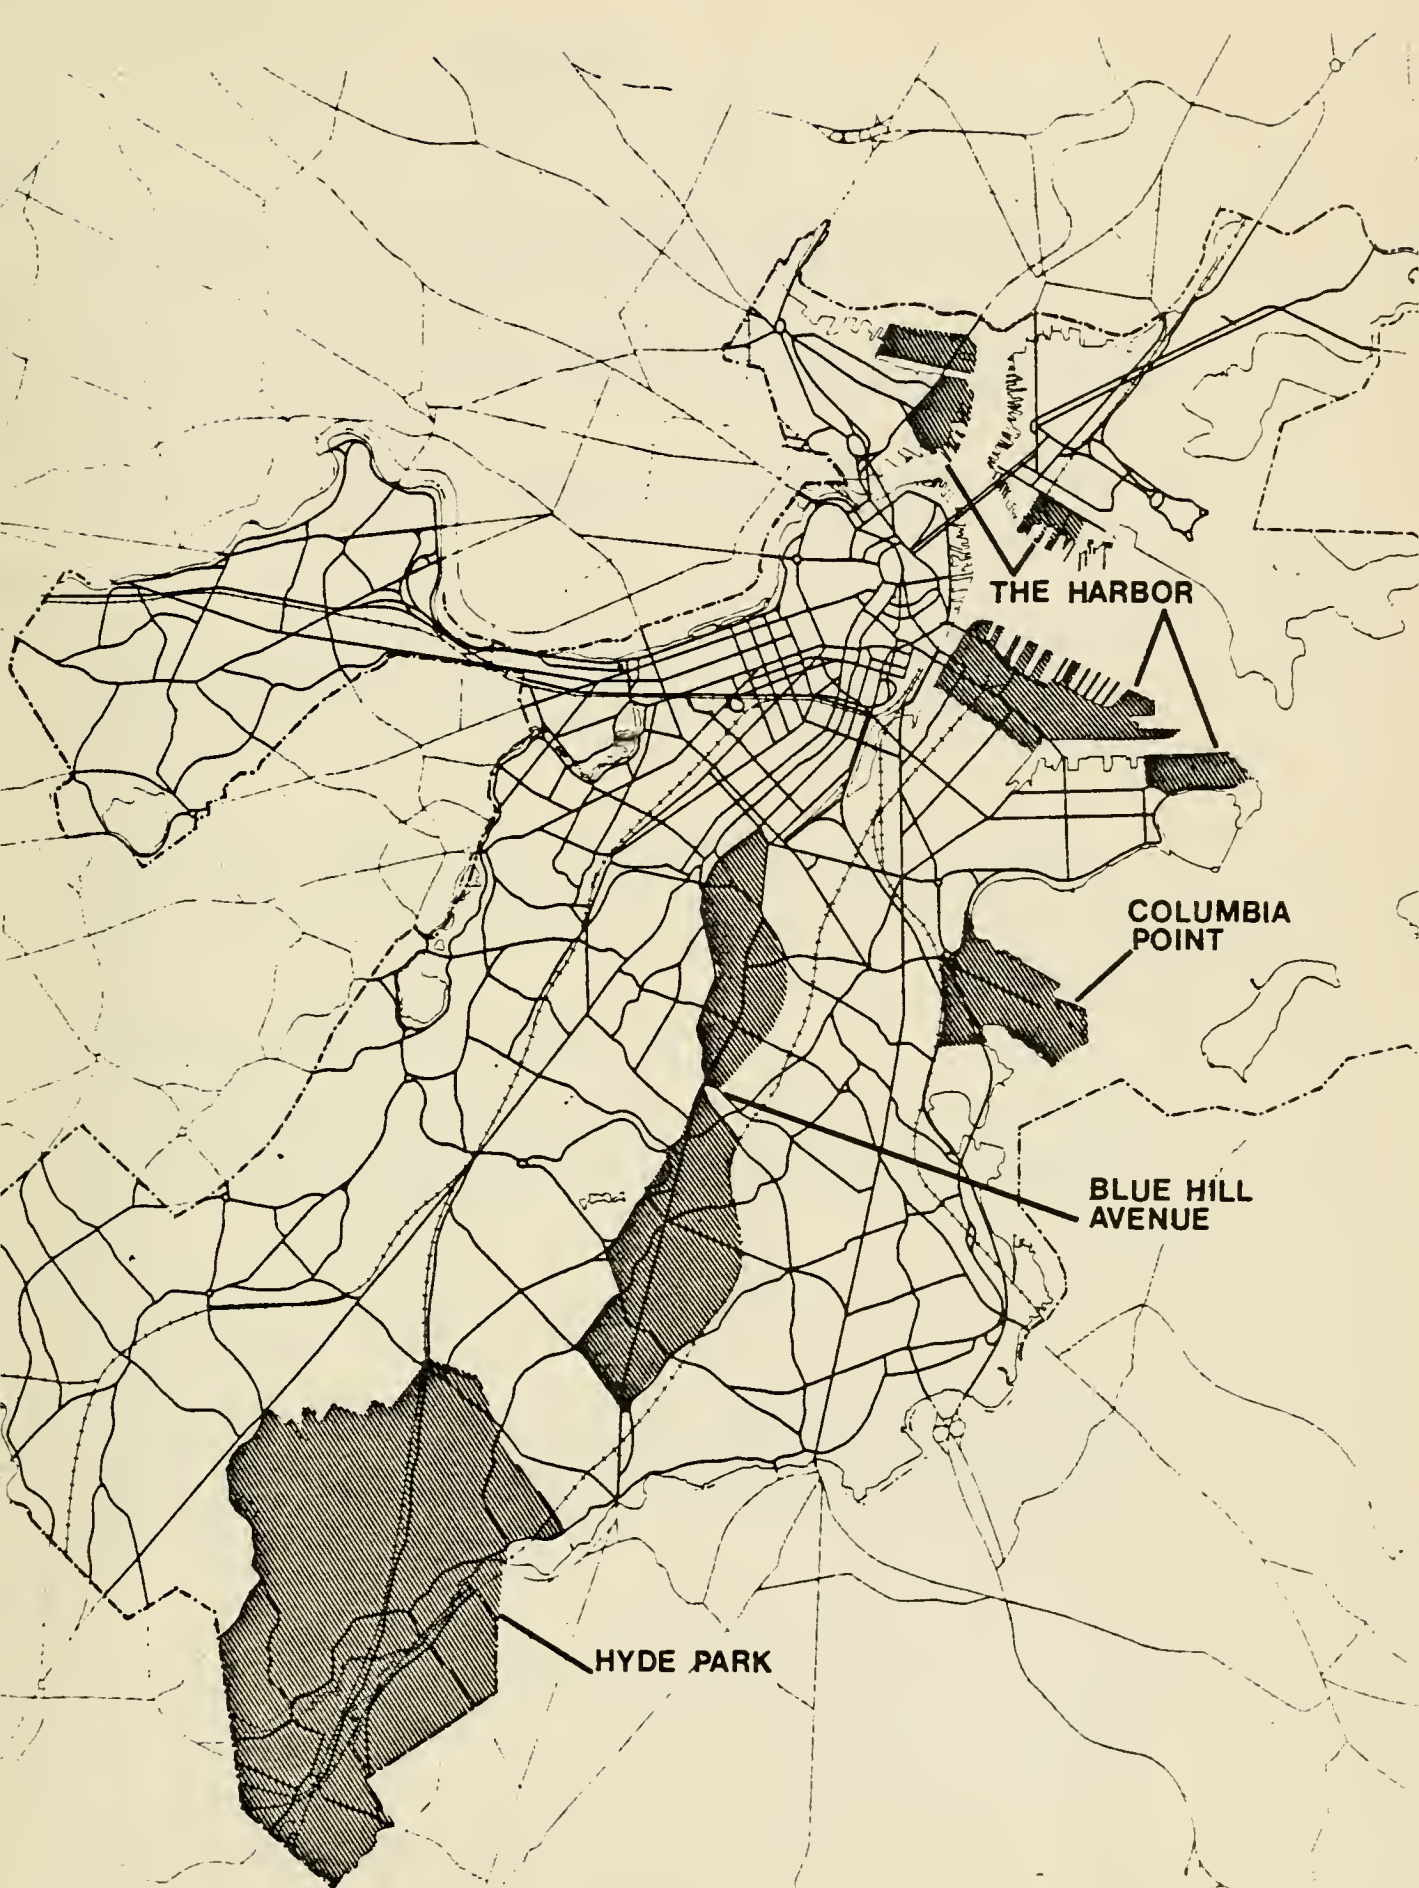 THE HARBOR
COLUMBIA
POINT
BLUE HILL
AVENUE
HYDE PARK